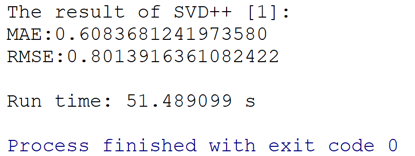 The result of SVD++ [1]:
MAE:0.6083681241973580
RMSE:0.8013916361082422
Run time: 51.489099 s
Process finished with exit code 0